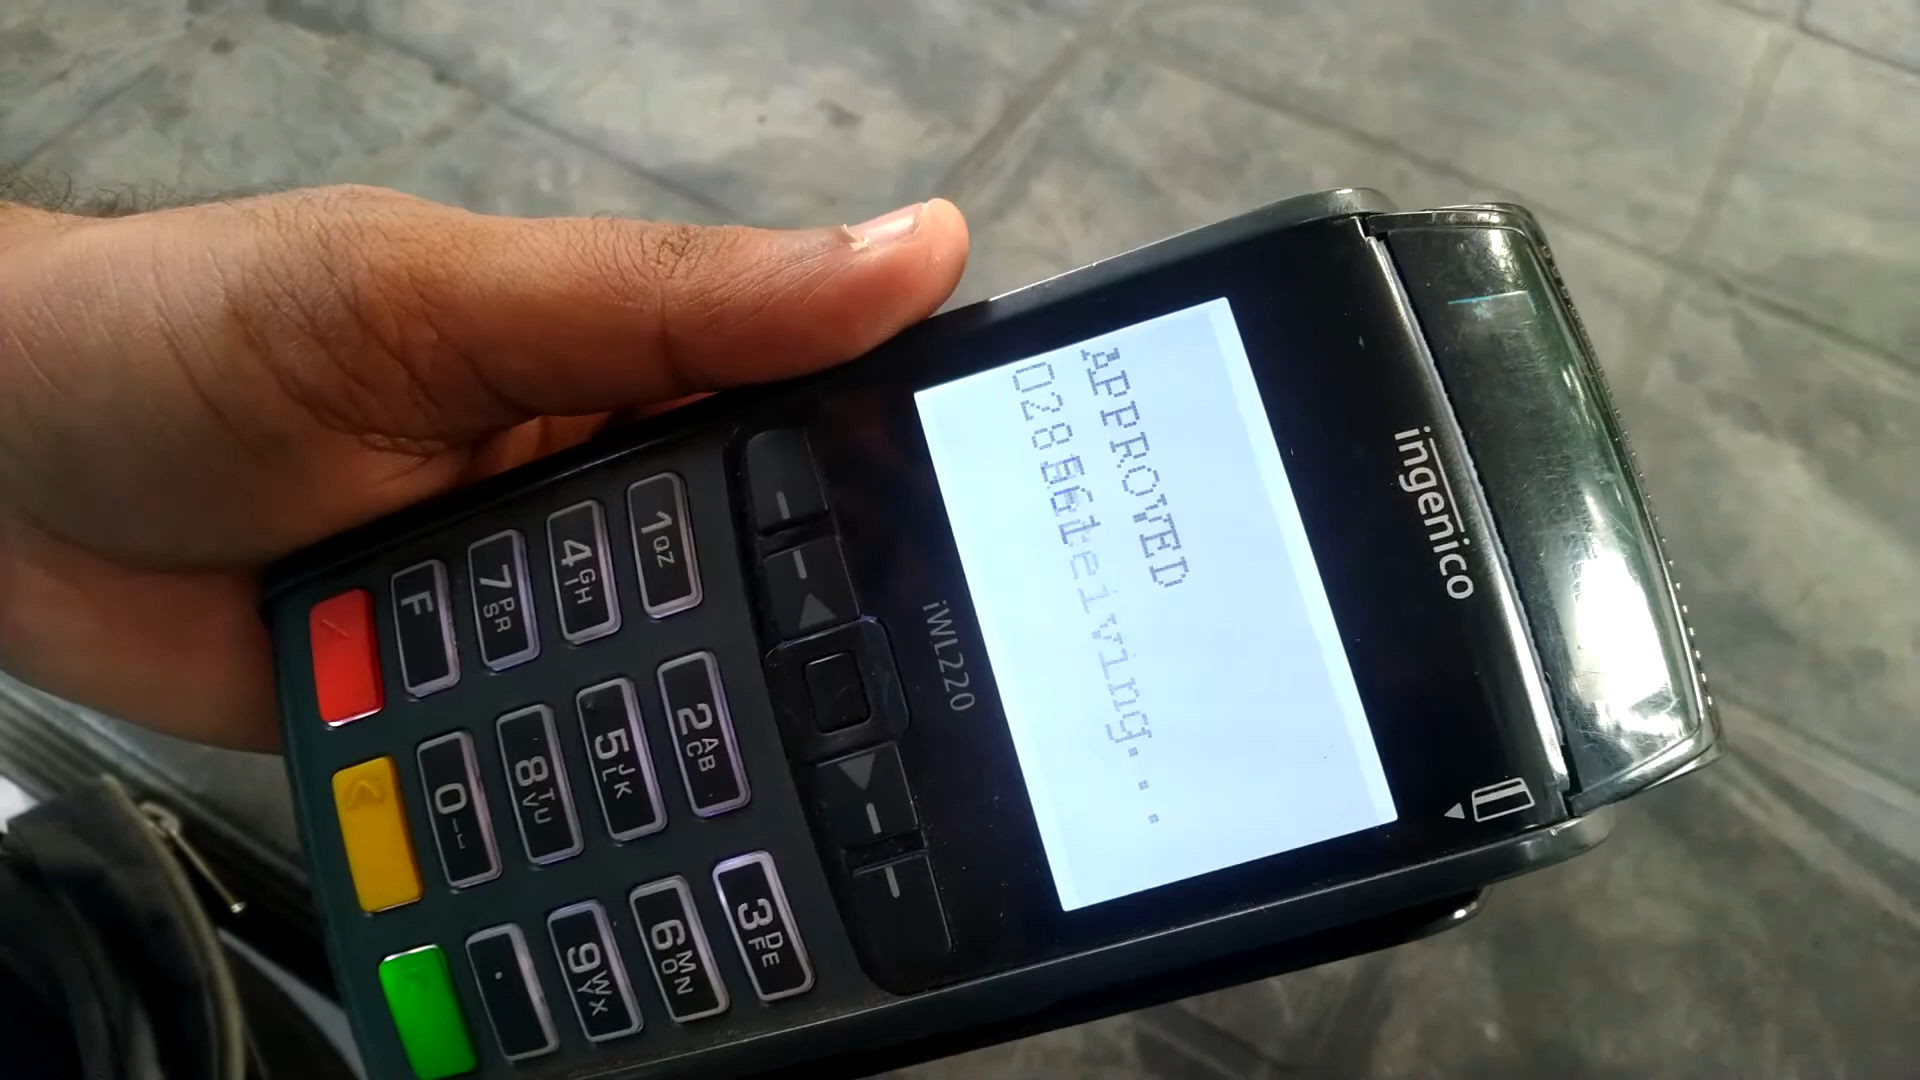 ingenico
APPROVED
iWL220
1 QZ
2 ABC
3 DEF
4 GHI
5 JKL
6 MNO
7 PRS
8 TUV
9 WXY
F
0
.